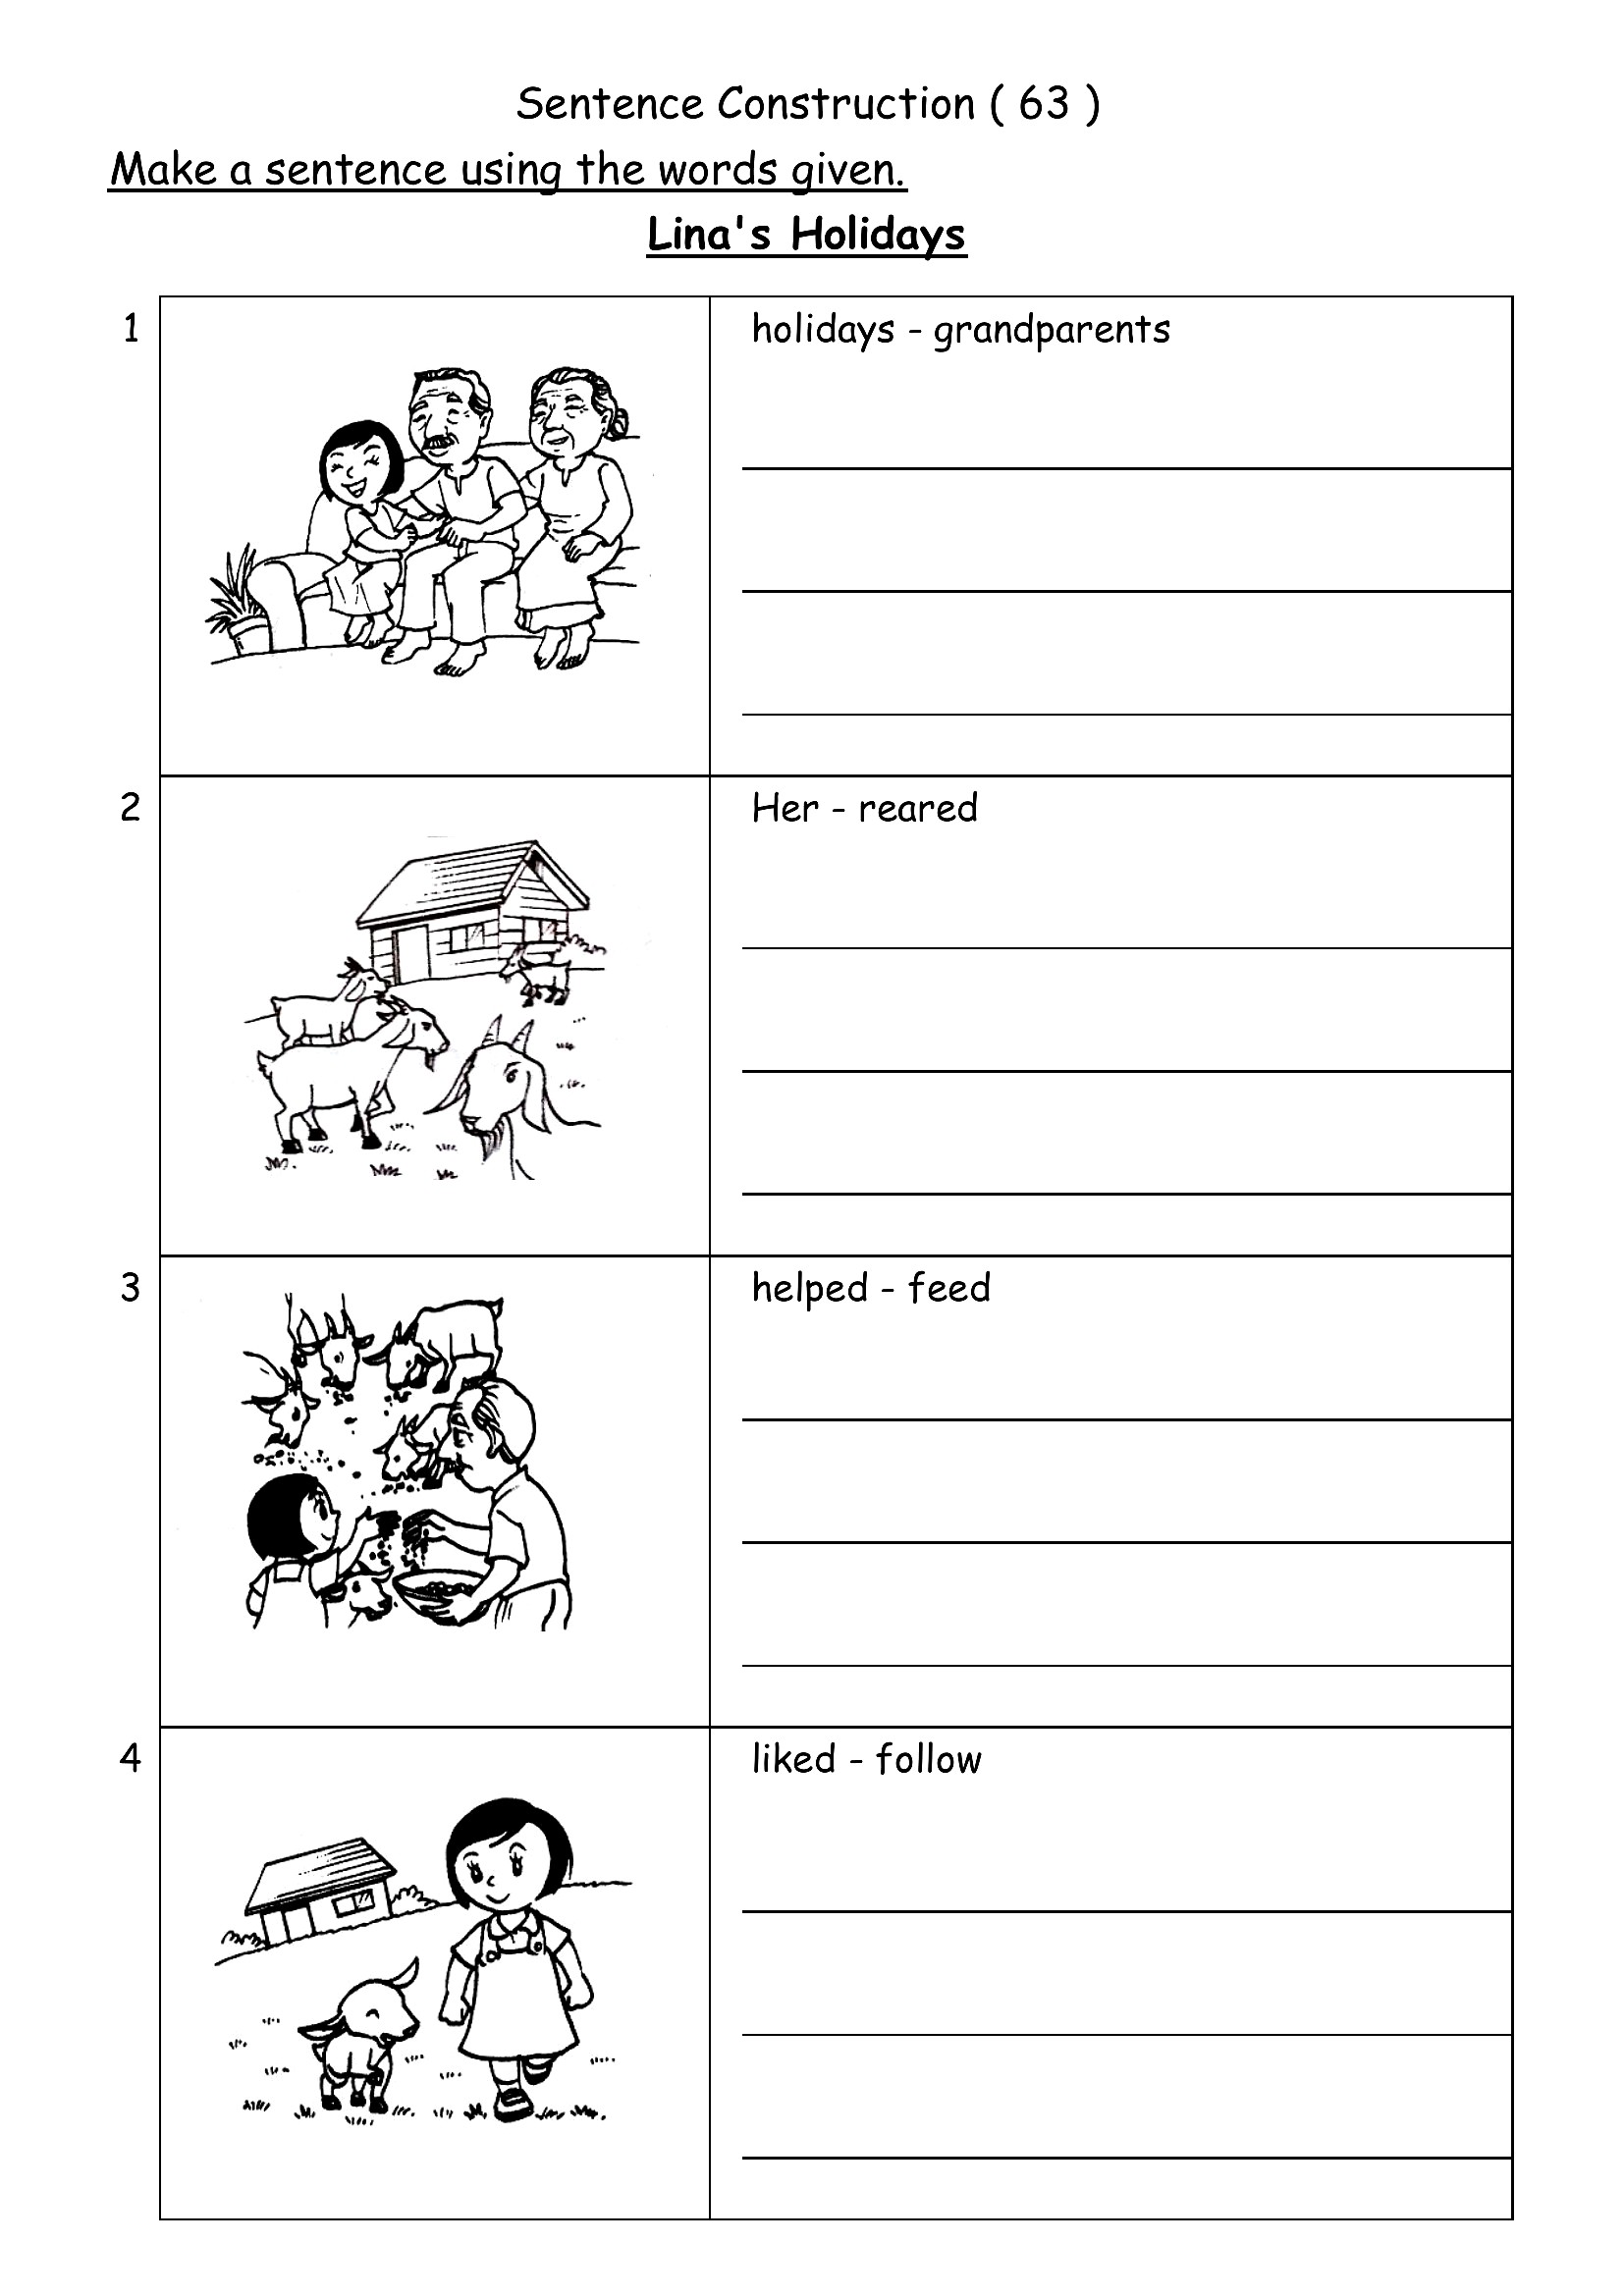 Sentence Construction ( 63 )
Make a sentence using the words given.
Lina's Holidays
1
holidays - grandparents
2
Her - reared
3
helped - feed
4
liked - follow